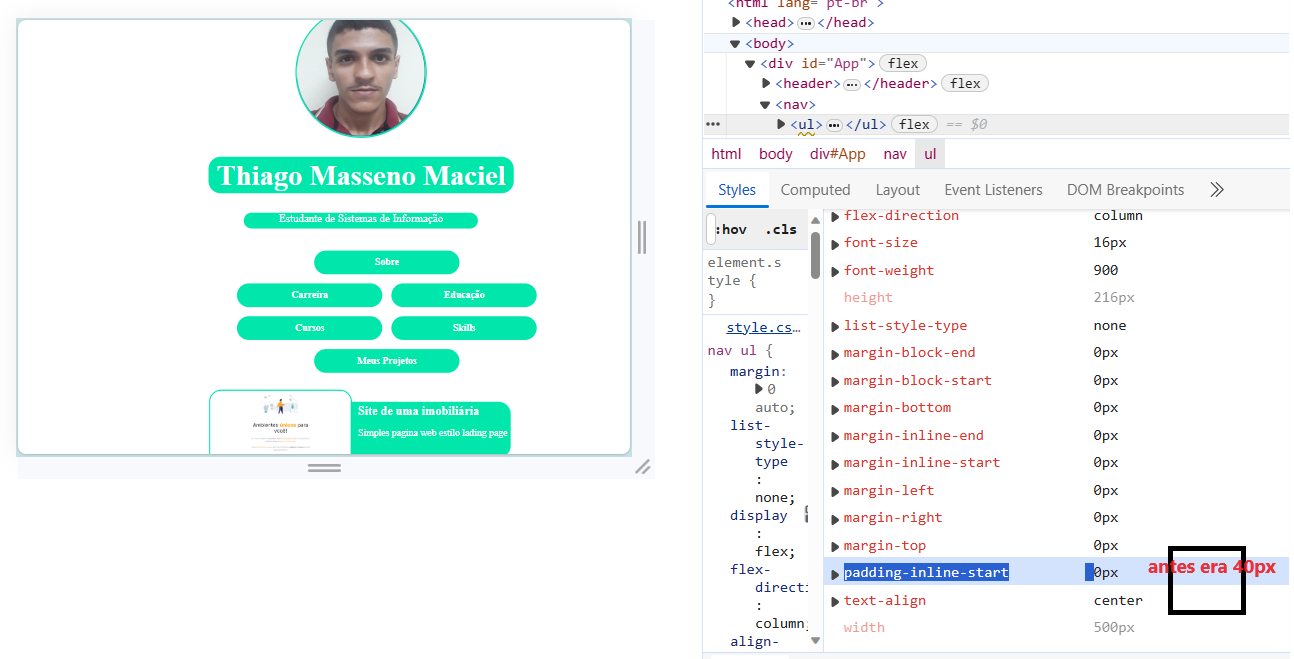 Thiago Masseno Maciel
Estudante de Sistemas de Informação
Sobre
Carreira Educação
Cursos Skills
Meus Projetos
Ambientes únicos para
você!
Site de uma imobiliária
Simples pagina web estilo lading page
<html lang="pt-br">
<head> ••• </head>
<body>
<div id="App"> flex
<header> ••• </header> flex
<nav>
••• <ul> ••• </ul> flex == $0
html body div#App nav ul
Styles Computed Layout Event Listeners DOM Breakpoints
:hov .cls
element.s
tyle {
}
style.cs…
nav ul {
margin:
0
auto;
list-
style-
type
:
none;
display
:
flex;
flex-
directi
:
column;
align-
flex-direction column
font-size 16px
font-weight 900
height 216px
list-style-type none
margin-block-end 0px
margin-block-start 0px
margin-bottom 0px
margin-inline-end 0px
margin-inline-start 0px
margin-left 0px
margin-right 0px
margin-top 0px
padding-inline-start 0px antes era 40px
text-align center
width 500px